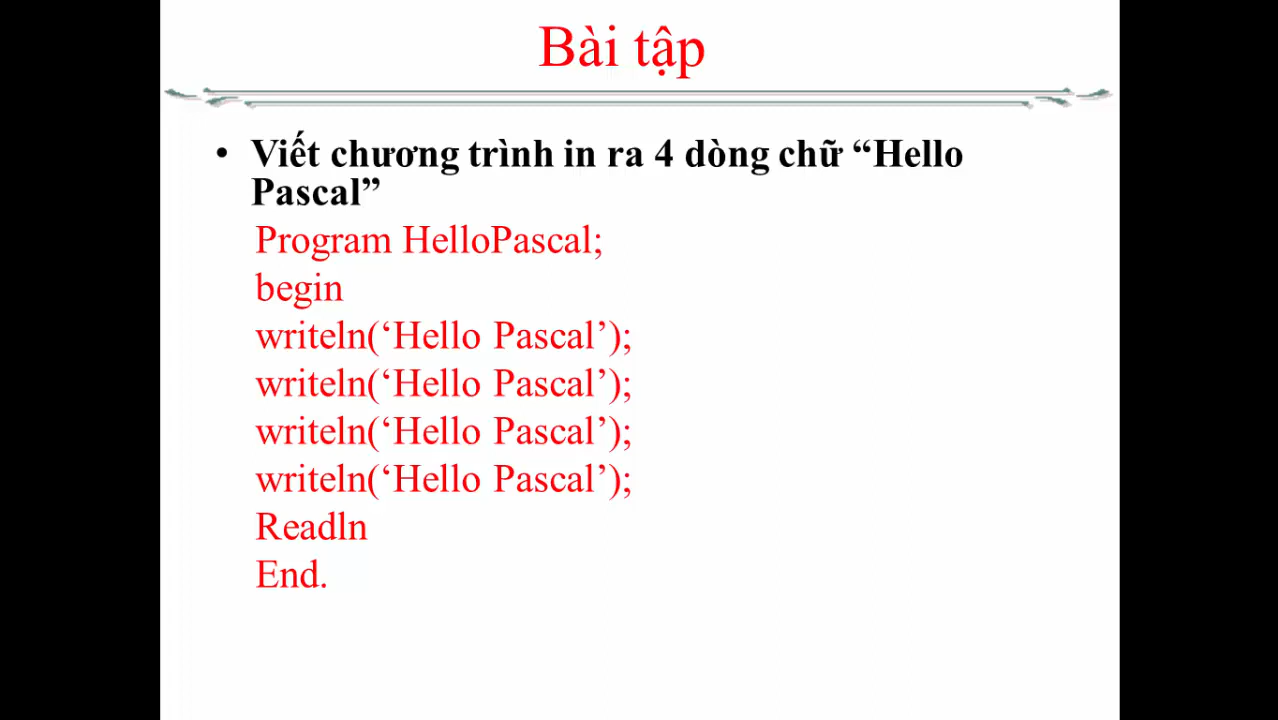 Bài tập
• Viết chương trình in ra 4 dòng chữ “Hello
Pascal”
Program HelloPascal;
begin
writeln(‘Hello Pascal’);
writeln(‘Hello Pascal’);
writeln(‘Hello Pascal’);
writeln(‘Hello Pascal’);
Readln
End.